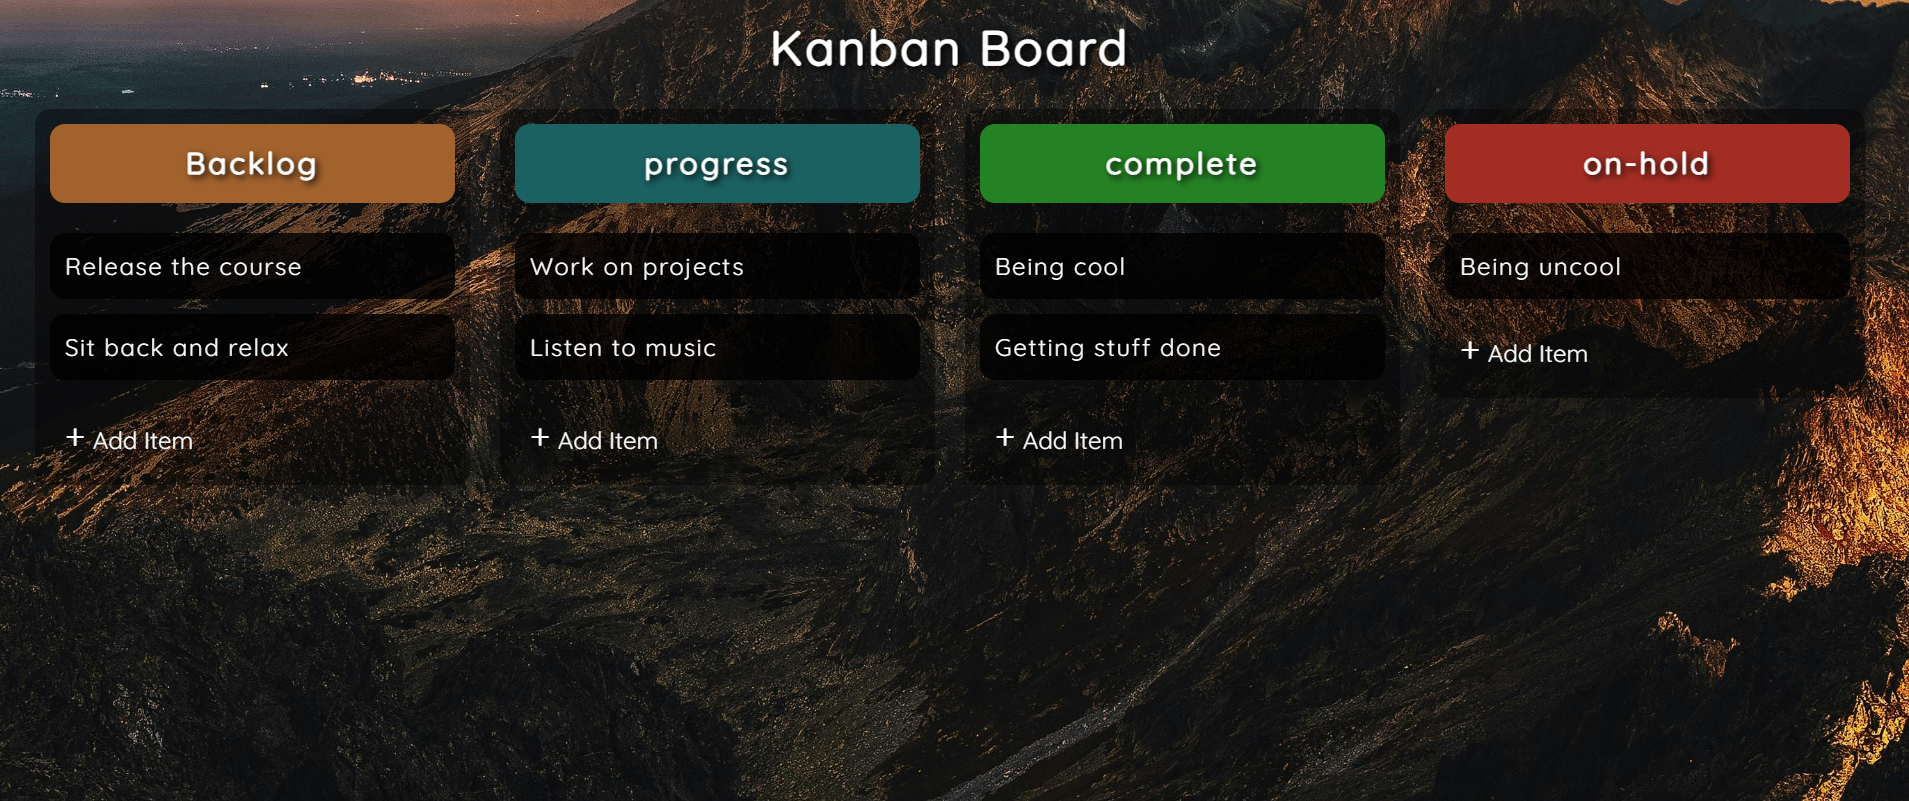 Kanban Board
Backlog
Release the course
Sit back and relax
+ Add Item
progress
Work on projects
Listen to music
+ Add Item
complete
Being cool
Getting stuff done
+ Add Item
on-hold
Being uncool
+ Add Item